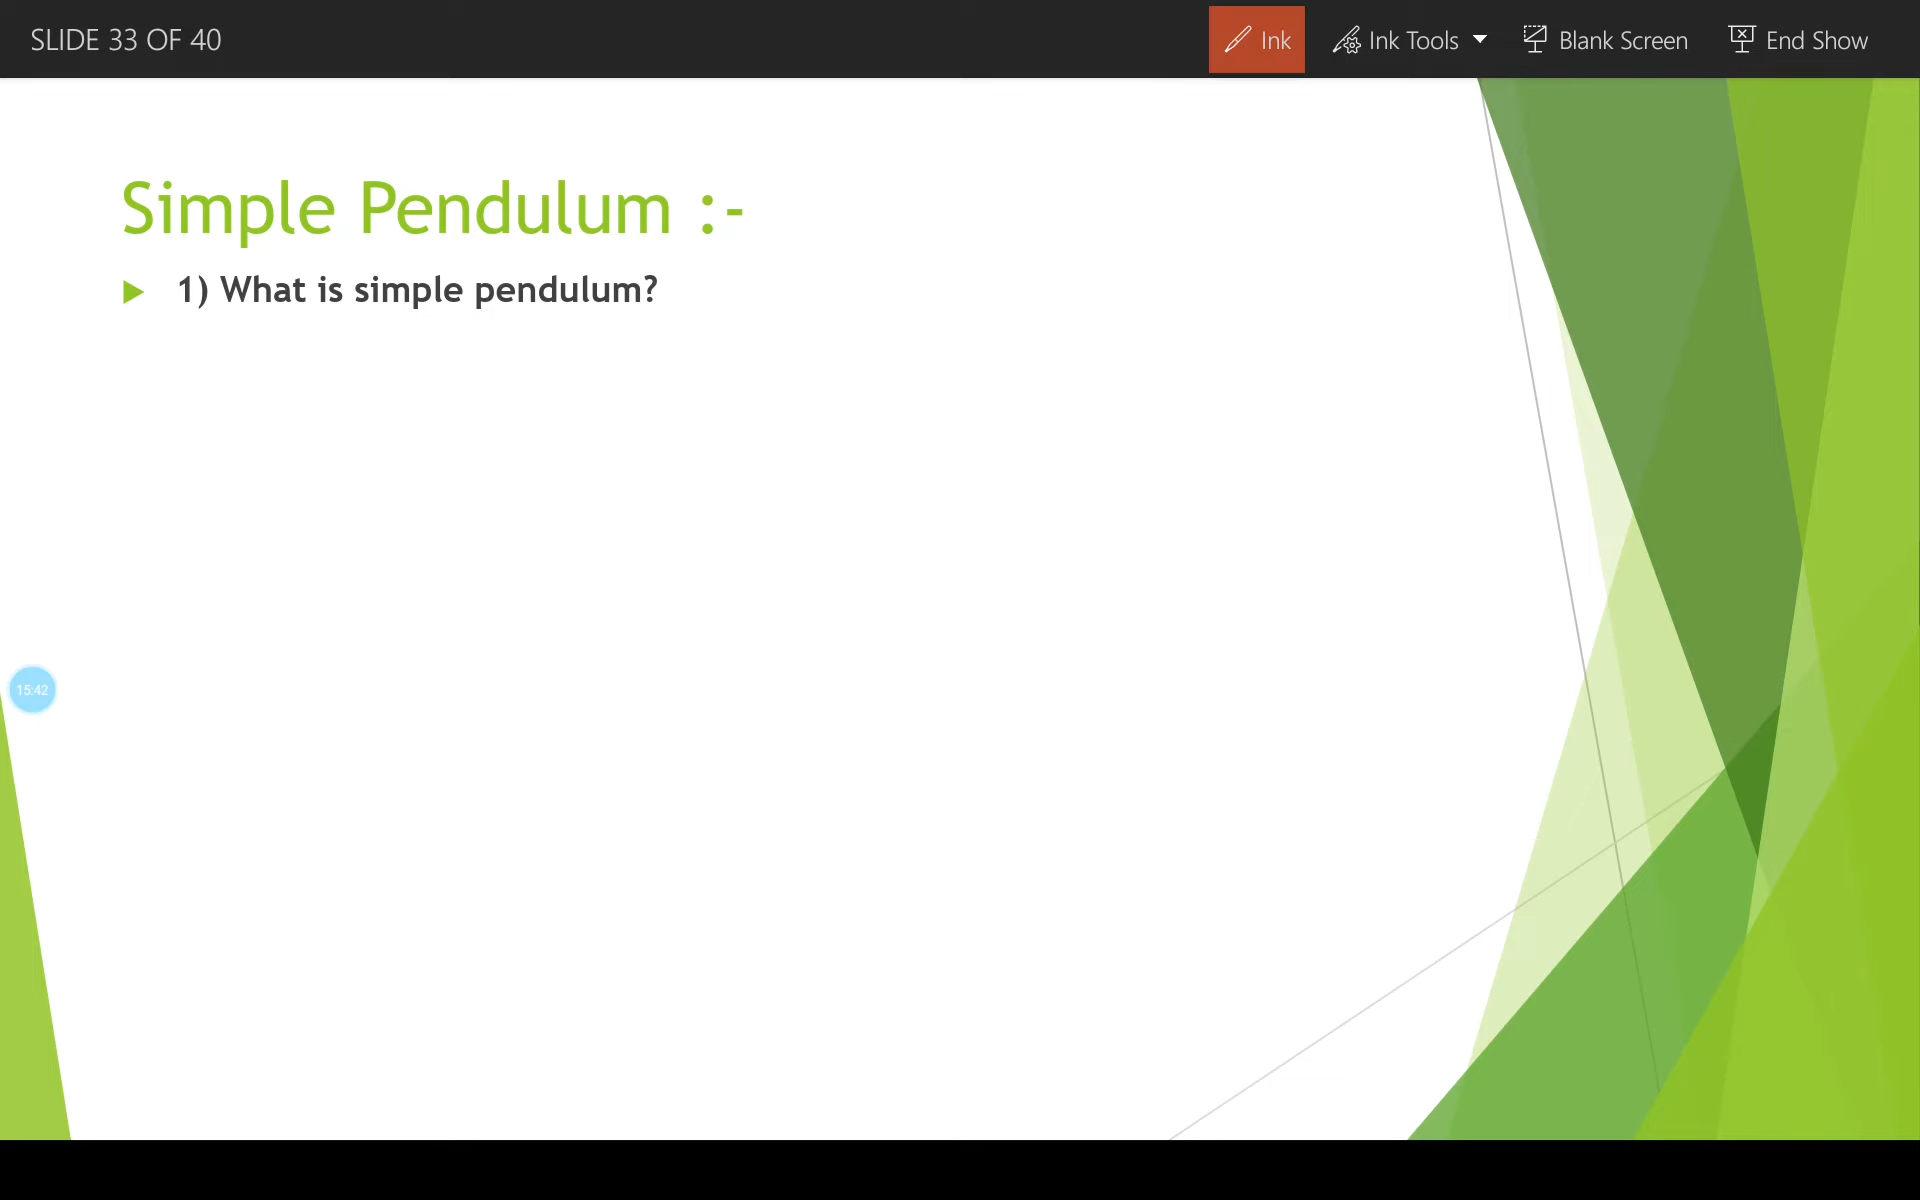 SLIDE 33 OF 40
Ink
Ink Tools
Blank Screen
End Show
Simple Pendulum :-
1) What is simple pendulum?
15:42